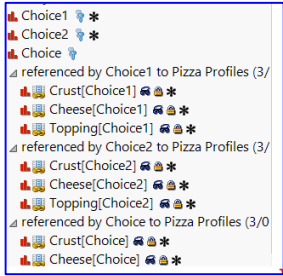 Choice1 *
Choice2 *
Choice
referenced by Choice1 to Pizza Profiles (3/
Crust[Choice1] *
Cheese[Choice1] *
Topping[Choice1] *
referenced by Choice2 to Pizza Profiles (3/
Crust[Choice2] *
Cheese[Choice2] *
Topping[Choice2] *
referenced by Choice to Pizza Profiles (3/0
Crust[Choice] *
Cheese[Choice] *